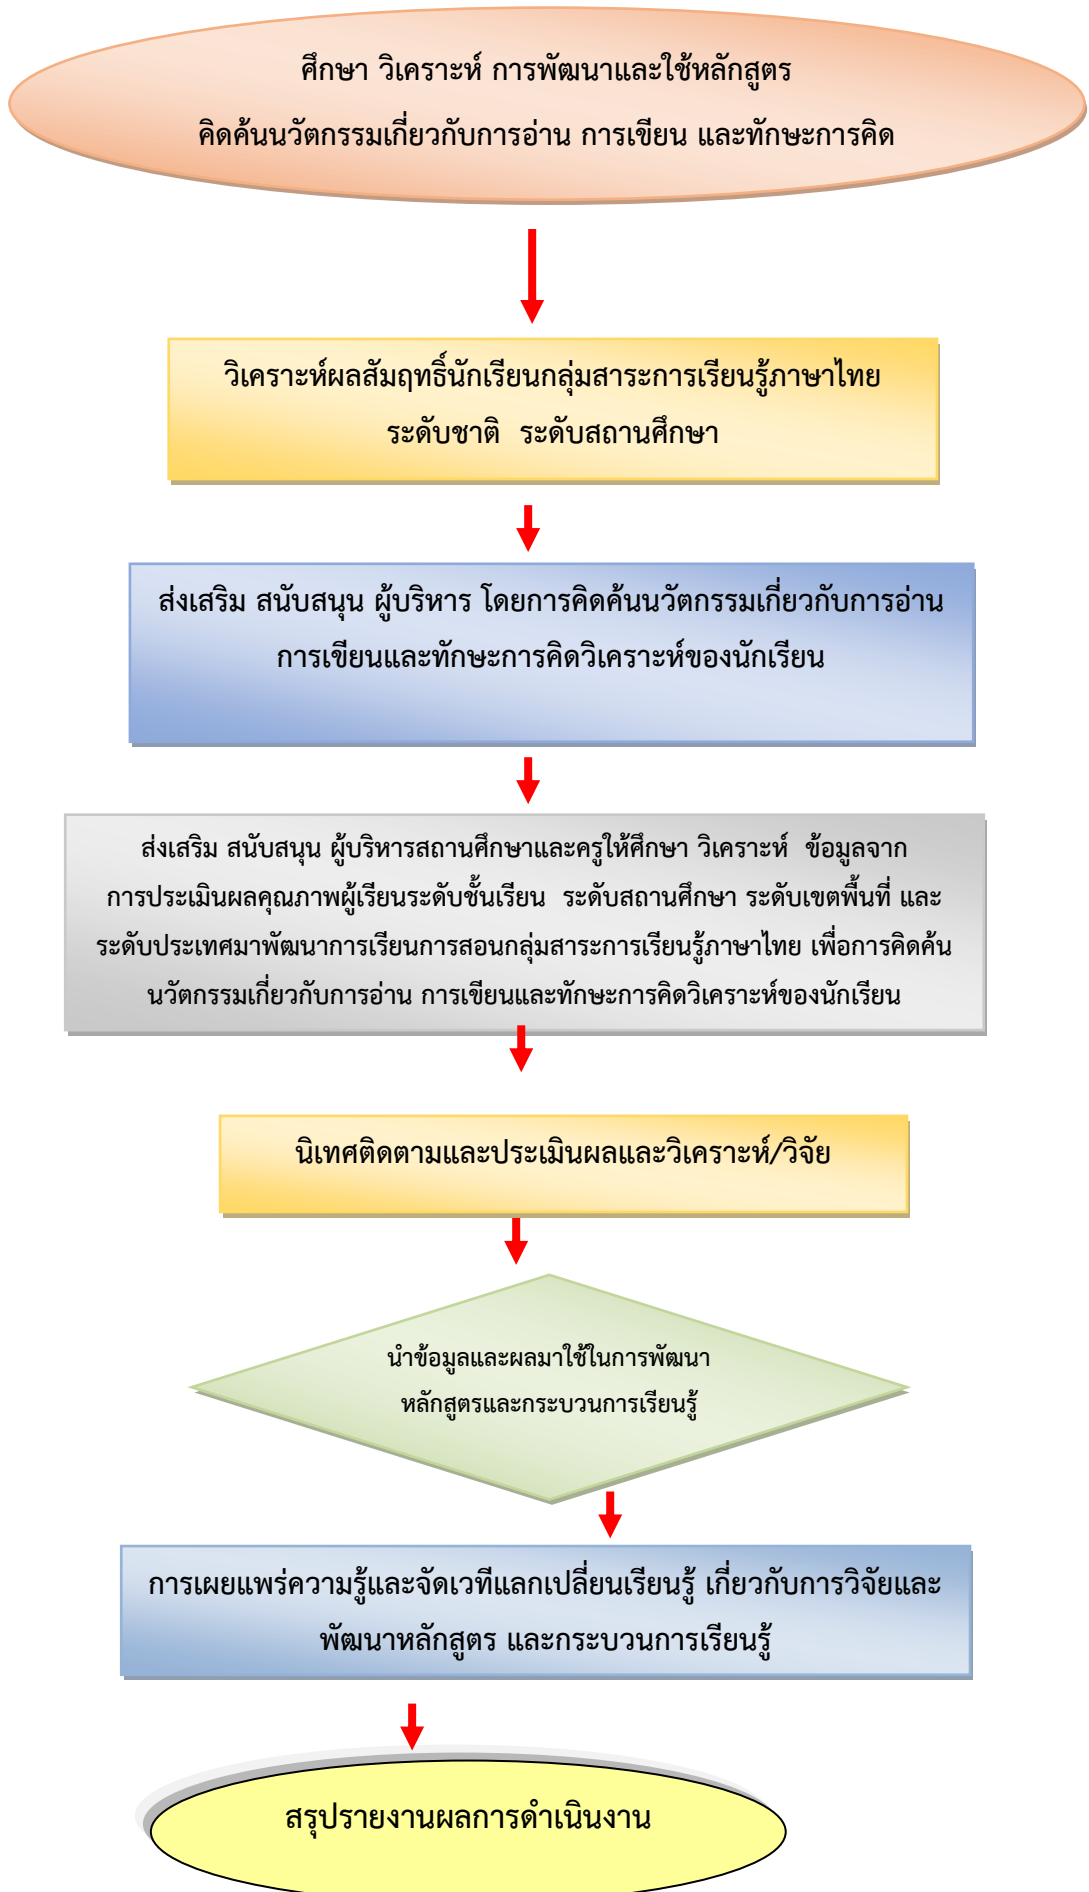 ศึกษา วิเคราะห์ การพัฒนาและใช้หลักสูตร
คิดค้นนวัตกรรมเกี่ยวกับการอ่าน การเขียน และทักษะการคิด
วิเคราะห์ผลสัมฤทธิ์นักเรียนกลุ่มสาระการเรียนรู้ภาษาไทย
ระดับชาติ ระดับสถานศึกษา
ส่งเสริม สนับสนุน ผู้บริหาร โดยการคิดค้นนวัตกรรมเกี่ยวกับการอ่าน
การเขียนและทักษะการคิดวิเคราะห์ของนักเรียน
ส่งเสริม สนับสนุน ผู้บริหารสถานศึกษาและครูให้ศึกษา วิเคราะห์ ข้อมูลจาก
การประเมินผลคุณภาพผู้เรียนระดับชั้นเรียน ระดับสถานศึกษา ระดับเขตพื้นที่ และ
ระดับประเทศมาพัฒนาการเรียนการสอนกลุ่มสาระการเรียนรู้ภาษาไทย เพื่อการคิดค้น
นวัตกรรมเกี่ยวกับการอ่าน การเขียนและทักษะการคิดวิเคราะห์ของนักเรียน
นิเทศติดตามและประเมินผลและวิเคราะห์/วิจัย
นำข้อมูลและผลมาใช้ในการพัฒนา
หลักสูตรและกระบวนการเรียนรู้
การเผยแพร่ความรู้และจัดเวทีแลกเปลี่ยนเรียนรู้ เกี่ยวกับการวิจัยและ
พัฒนาหลักสูตร และกระบวนการเรียนรู้
สรุปรายงานผลการดำเนินงาน